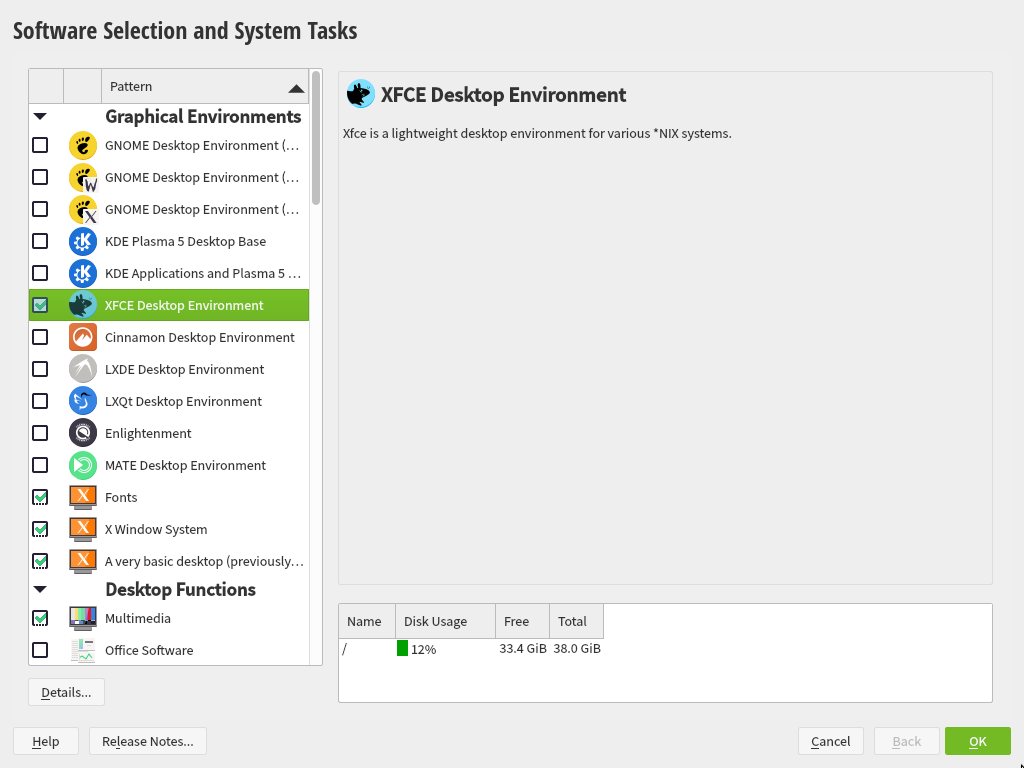 Software Selection and System Tasks
Pattern
Graphical Environments
GNOME Desktop Environment (...
GNOME Desktop Environment (...
GNOME Desktop Environment (...
KDE Plasma 5 Desktop Base
KDE Applications and Plasma 5 ...
XFCE Desktop Environment
Cinnamon Desktop Environment
LXDE Desktop Environment
LXQt Desktop Environment
Enlightenment
MATE Desktop Environment
Fonts
X Window System
A very basic desktop (previously...
Desktop Functions
Multimedia
Office Software
Details...
XFCE Desktop Environment
Xfce is a lightweight desktop environment for various *NIX systems.
Name Disk Usage Free Total
/ 12% 33.4 GiB 38.0 GiB
Help Release Notes... Cancel Back OK